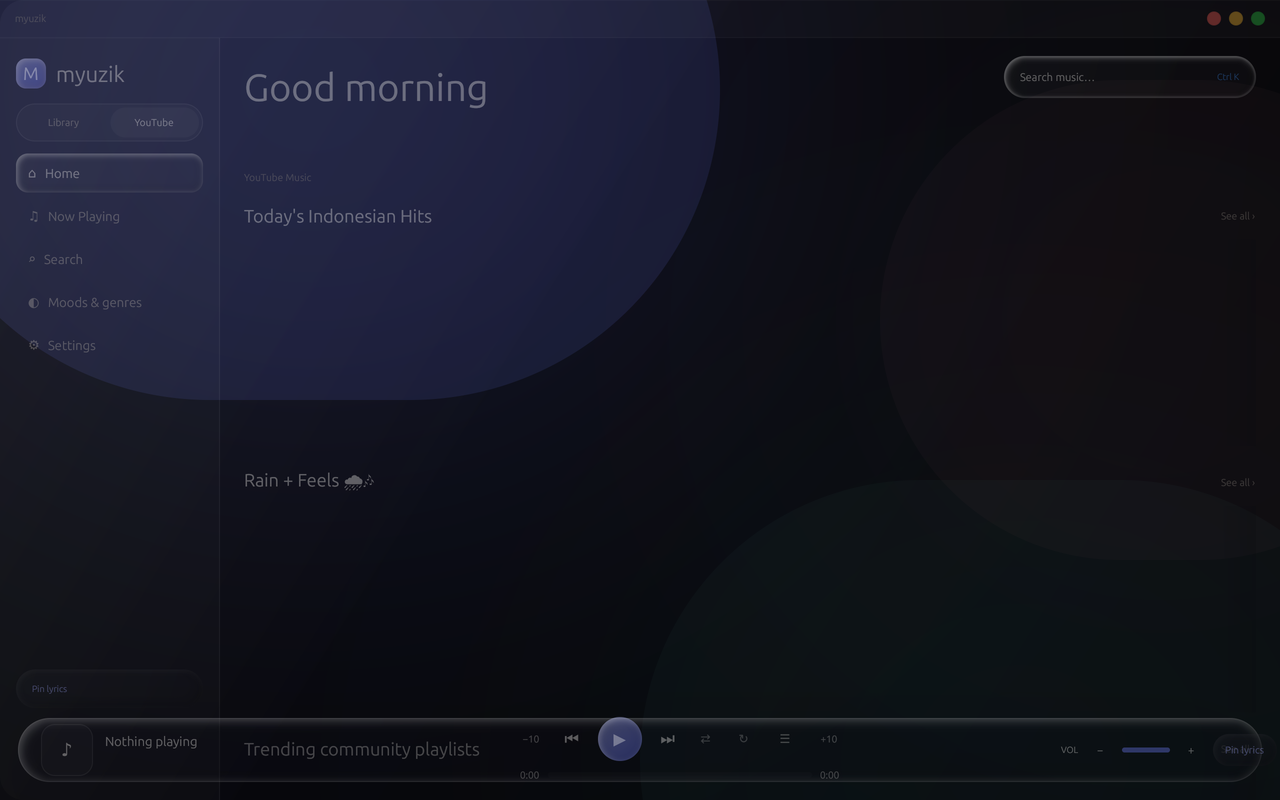 myuzik
M myuzik
Library YouTube
Home
Now Playing
Search
Moods & genres
Settings
Pin lyrics
Good morning
Search music... Ctrl K
YouTube Music
Today's Indonesian Hits See all ›
Rain + Feels 🌧️🎶 See all ›
Trending community playlists
Nothing playing
−10 +10
0:00 0:00
VOL − +
Pin lyrics